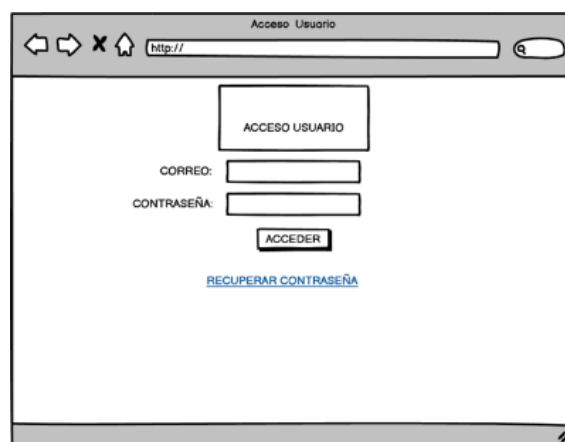 Acceso Usuario
http://
ACCESO USUARIO
CORREO:
CONTRASEÑA:
ACCEDER
RECUPERAR CONTRASEÑA